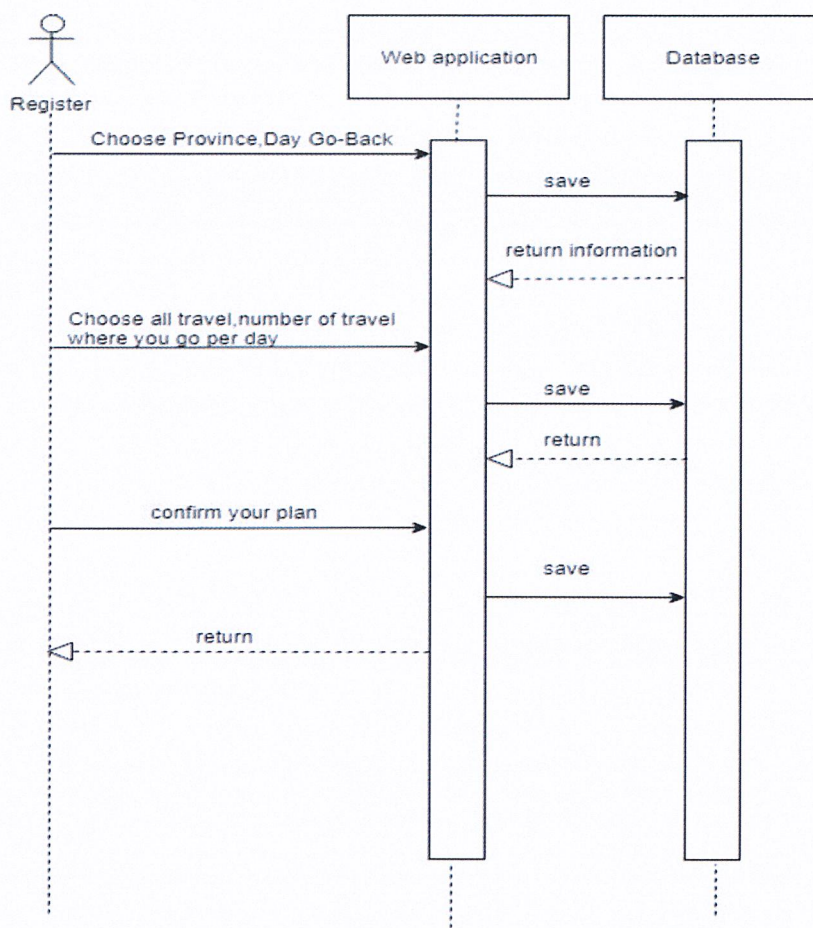 Register
Web application
Database
Choose Province,Day Go-Back
save
return information
Choose all travel,number of travel
where you go per day
save
return
confirm your plan
save
return